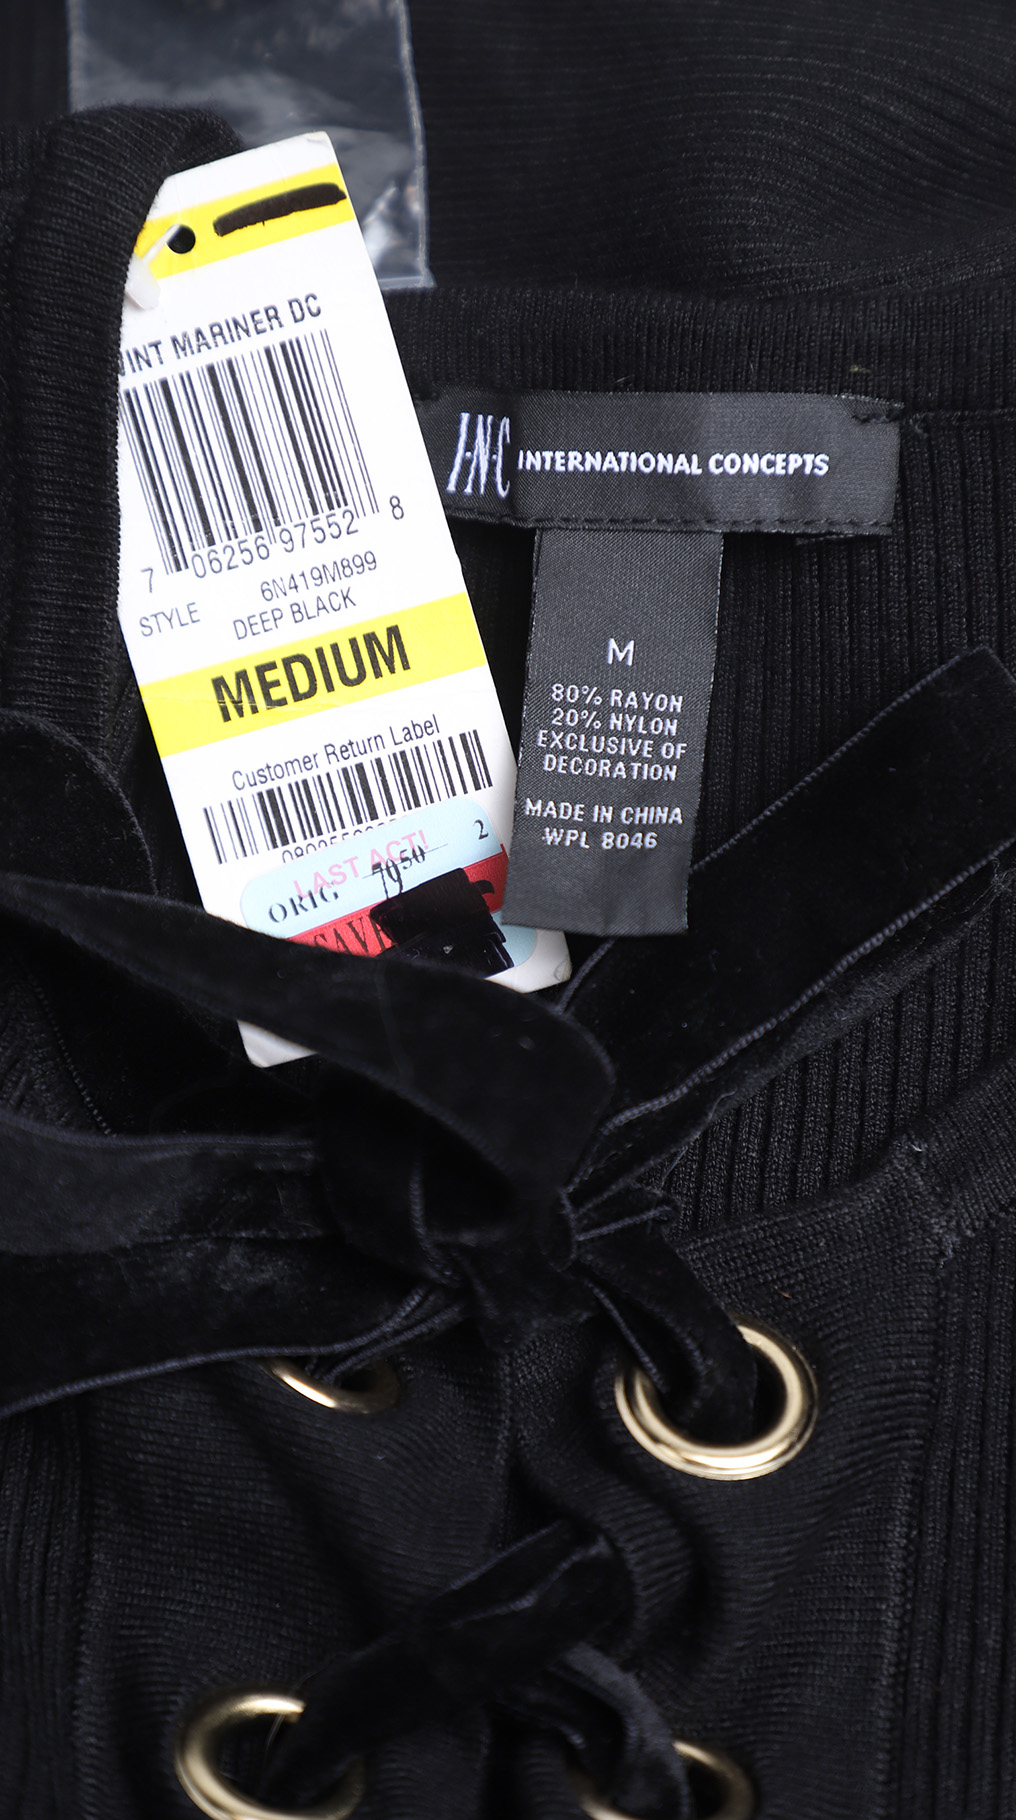 MARINER DC
7 06256 97552 8
STYLE 6N419M899
DEEP BLACK
MEDIUM
Customer Return Label
LAST ACT!
2
ORIG
I·N·C INTERNATIONAL CONCEPTS
M
80% RAYON
20% NYLON
EXCLUSIVE OF
DECORATION
MADE IN CHINA
WPL 8046